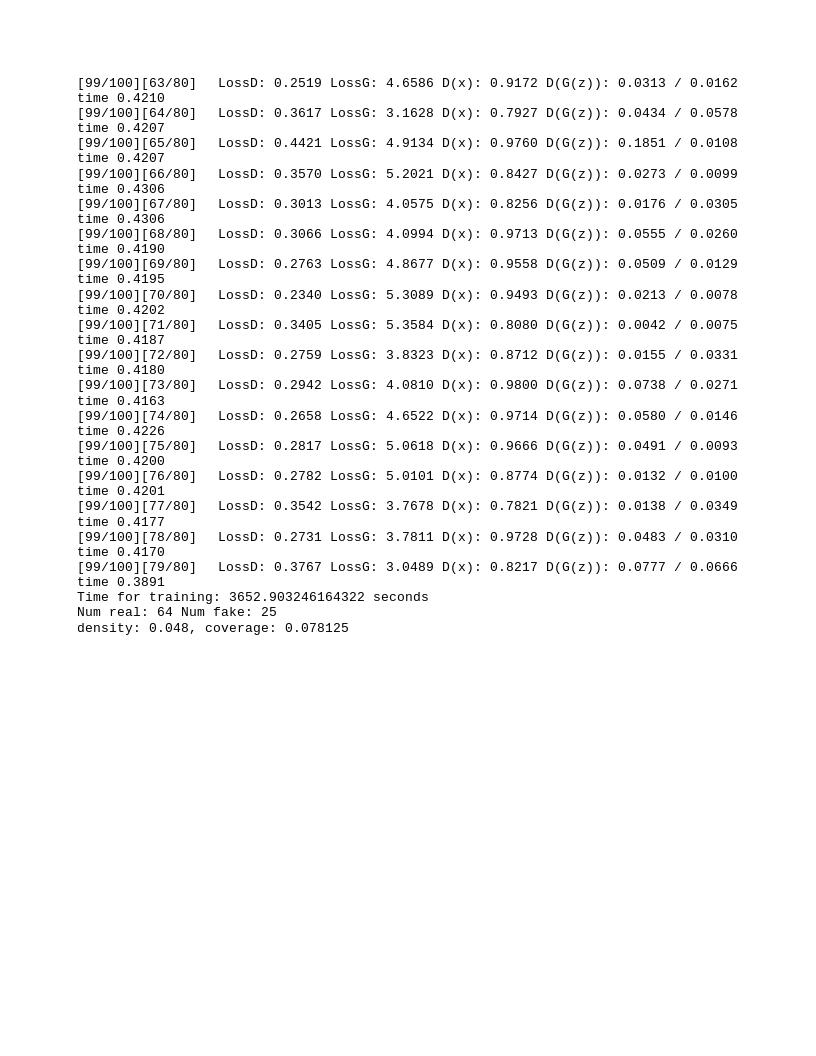 [99/100][63/80] LossD: 0.2519 LossG: 4.6586 D(x): 0.9172 D(G(z)): 0.0313 / 0.0162
time 0.4210
[99/100][64/80] LossD: 0.3617 LossG: 3.1628 D(x): 0.7927 D(G(z)): 0.0434 / 0.0578
time 0.4207
[99/100][65/80] LossD: 0.4421 LossG: 4.9134 D(x): 0.9760 D(G(z)): 0.1851 / 0.0108
time 0.4207
[99/100][66/80] LossD: 0.3570 LossG: 5.2021 D(x): 0.8427 D(G(z)): 0.0273 / 0.0099
time 0.4306
[99/100][67/80] LossD: 0.3013 LossG: 4.0575 D(x): 0.8256 D(G(z)): 0.0176 / 0.0305
time 0.4306
[99/100][68/80] LossD: 0.3066 LossG: 4.0994 D(x): 0.9713 D(G(z)): 0.0555 / 0.0260
time 0.4190
[99/100][69/80] LossD: 0.2763 LossG: 4.8677 D(x): 0.9558 D(G(z)): 0.0509 / 0.0129
time 0.4195
[99/100][70/80] LossD: 0.2340 LossG: 5.3089 D(x): 0.9493 D(G(z)): 0.0213 / 0.0078
time 0.4202
[99/100][71/80] LossD: 0.3405 LossG: 5.3584 D(x): 0.8080 D(G(z)): 0.0042 / 0.0075
time 0.4187
[99/100][72/80] LossD: 0.2759 LossG: 3.8323 D(x): 0.8712 D(G(z)): 0.0155 / 0.0331
time 0.4180
[99/100][73/80] LossD: 0.2942 LossG: 4.0810 D(x): 0.9800 D(G(z)): 0.0738 / 0.0271
time 0.4163
[99/100][74/80] LossD: 0.2658 LossG: 4.6522 D(x): 0.9714 D(G(z)): 0.0580 / 0.0146
time 0.4226
[99/100][75/80] LossD: 0.2817 LossG: 5.0618 D(x): 0.9666 D(G(z)): 0.0491 / 0.0093
time 0.4200
[99/100][76/80] LossD: 0.2782 LossG: 5.0101 D(x): 0.8774 D(G(z)): 0.0132 / 0.0100
time 0.4201
[99/100][77/80] LossD: 0.3542 LossG: 3.7678 D(x): 0.7821 D(G(z)): 0.0138 / 0.0349
time 0.4177
[99/100][78/80] LossD: 0.2731 LossG: 3.7811 D(x): 0.9728 D(G(z)): 0.0483 / 0.0310
time 0.4170
[99/100][79/80] LossD: 0.3767 LossG: 3.0489 D(x): 0.8217 D(G(z)): 0.0777 / 0.0666
time 0.3891
Time for training: 3652.903246164322 seconds
Num real: 64 Num fake: 25
density: 0.048, coverage: 0.078125